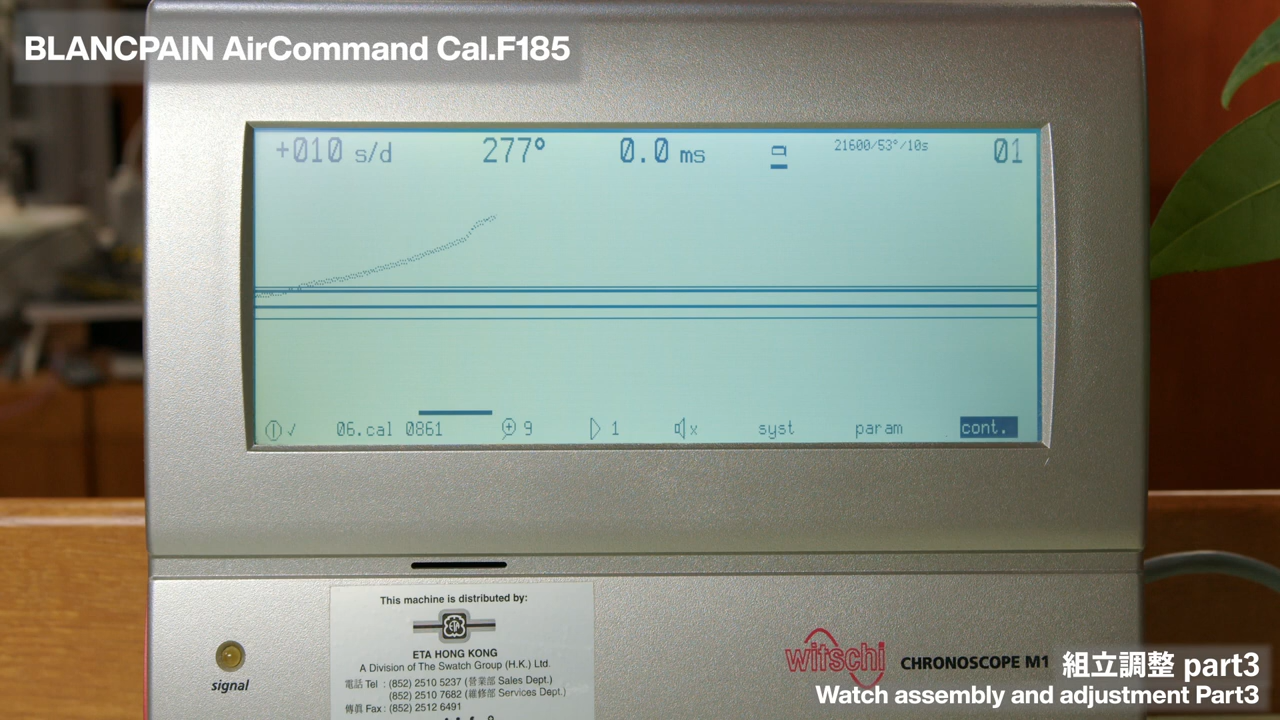 BLANCPAIN AirCommand Cal.F185
+010 s/d 277° 0.0 ms 21600/53°/10s 01
06.cal 0861 9 1 x syst param cont.
This machine is distributed by:
ETA
ETA HONG KONG
A Division of The Swatch Group (H.K.) Ltd.
電話 Tel : (852) 2510 5237 (營業部 Sales Dept.)
(852) 2510 7682 (維修部 Services Dept.)
傳真 Fax : (852) 2512 6491
signal
witschi CHRONOSCOPE M1
組立調整 part3
Watch assembly and adjustment Part3